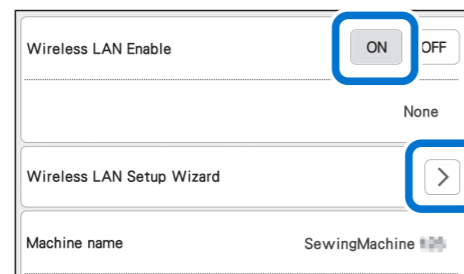 Wireless LAN Enable ON OFF
None
Wireless LAN Setup Wizard >
Machine name SewingMachine